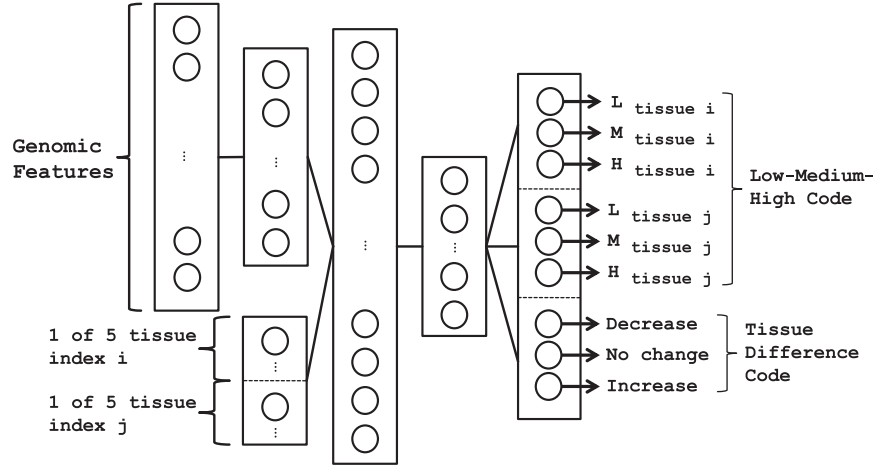 Genomic
Features
1 of 5 tissue
index i
1 of 5 tissue
index j
L tissue i
M tissue i
H tissue i
L tissue j
M tissue j
H tissue j
Low-Medium-
High Code
Decrease
No change
Increase
Tissue
Difference
Code